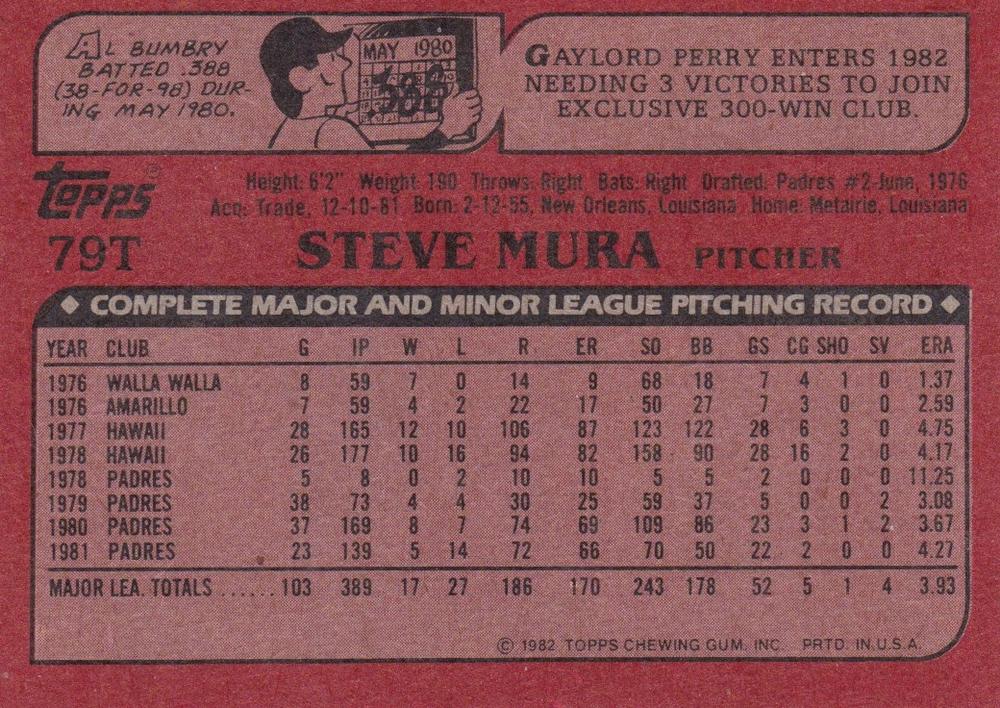 AL BUMBRY
BATTED .388
(38-FOR-98) DUR-
ING MAY 1980.
MAY 1980
.388
GAYLORD PERRY ENTERS 1982
NEEDING 3 VICTORIES TO JOIN
EXCLUSIVE 300-WIN CLUB.
Topps®
Height: 6'2" Weight: 190 Throws: Right Bats: Right Drafted: Padres #2-June, 1976
Acq: Trade, 12-10-81 Born: 2-12-55, New Orleans, Louisiana Home: Metairie, Louisiana
79T STEVE MURA PITCHER
◆ COMPLETE MAJOR AND MINOR LEAGUE PITCHING RECORD ◆
YEAR CLUB G IP W L R ER SO BB GS CG SHO SV ERA
1976 WALLA WALLA 8 59 7 0 14 9 68 18 7 4 1 0 1.37
1976 AMARILLO 7 59 4 2 22 17 50 27 7 3 0 0 2.59
1977 HAWAII 28 165 12 10 106 87 123 122 28 6 3 0 4.75
1978 HAWAII 26 177 10 16 94 82 158 90 28 16 2 0 4.17
1978 PADRES 5 8 0 2 10 10 5 5 2 0 0 0 11.25
1979 PADRES 38 73 4 4 30 25 59 37 5 0 0 2 3.08
1980 PADRES 37 169 8 7 74 69 109 86 23 3 1 2 3.67
1981 PADRES 23 139 5 14 72 66 70 50 22 2 0 0 4.27
MAJOR LEA. TOTALS ...... 103 389 17 27 186 170 243 178 52 5 1 4 3.93
© 1982 TOPPS CHEWING GUM, INC. PRTD. IN U.S.A.